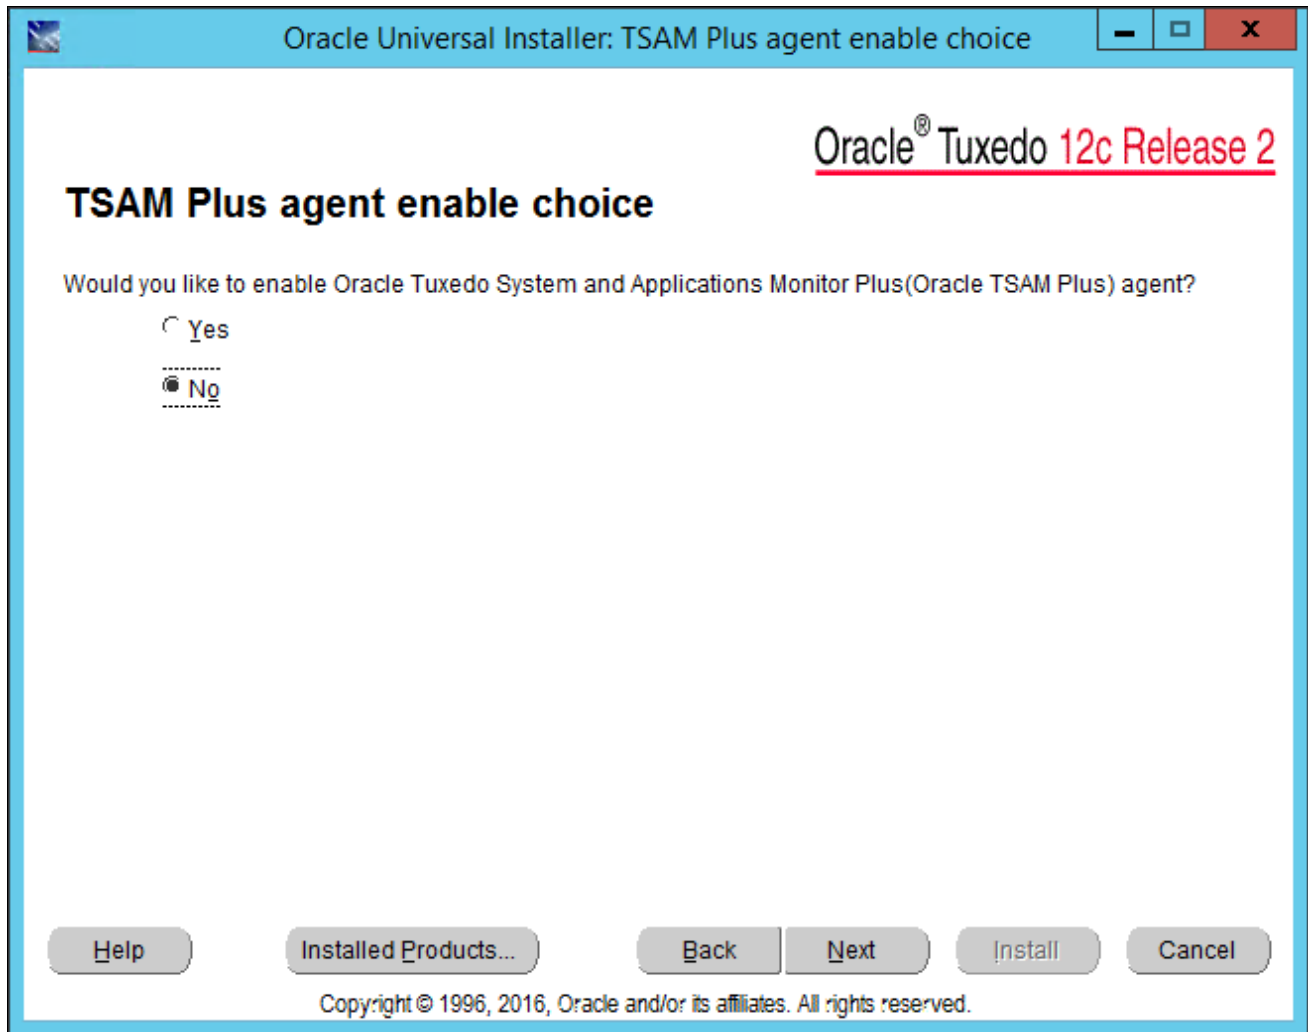 Oracle Universal Installer: TSAM Plus agent enable choice
Oracle® Tuxedo 12c Release 2
TSAM Plus agent enable choice
Would you like to enable Oracle Tuxedo System and Applications Monitor Plus(Oracle TSAM Plus) agent?
Yes
No
Help Installed Products... Back Next Install Cancel
Copyright © 1996, 2016, Oracle and/or its affiliates. All rights reserved.